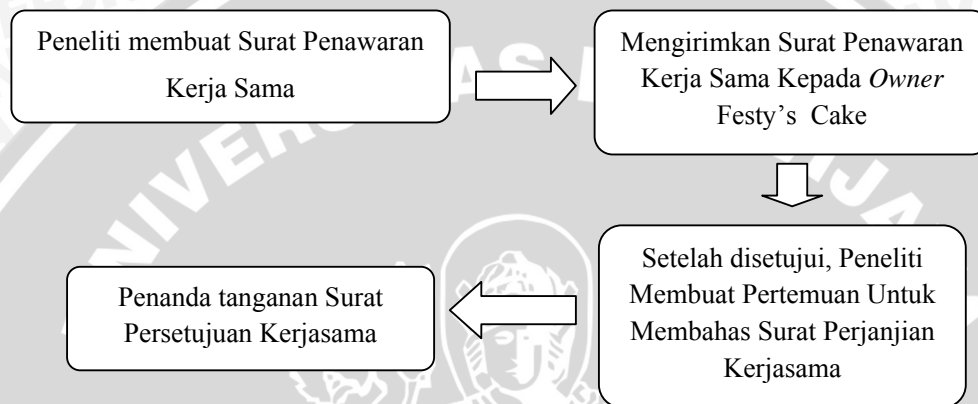 Peneliti membuat Surat Penawaran
Kerja Sama
Mengirimkan Surat Penawaran
Kerja Sama Kepada Owner
Festy’s Cake
Setelah disetujui, Peneliti
Membuat Pertemuan Untuk
Membahas Surat Perjanjian
Kerjasama
Penanda tanganan Surat
Persetujuan Kerjasama